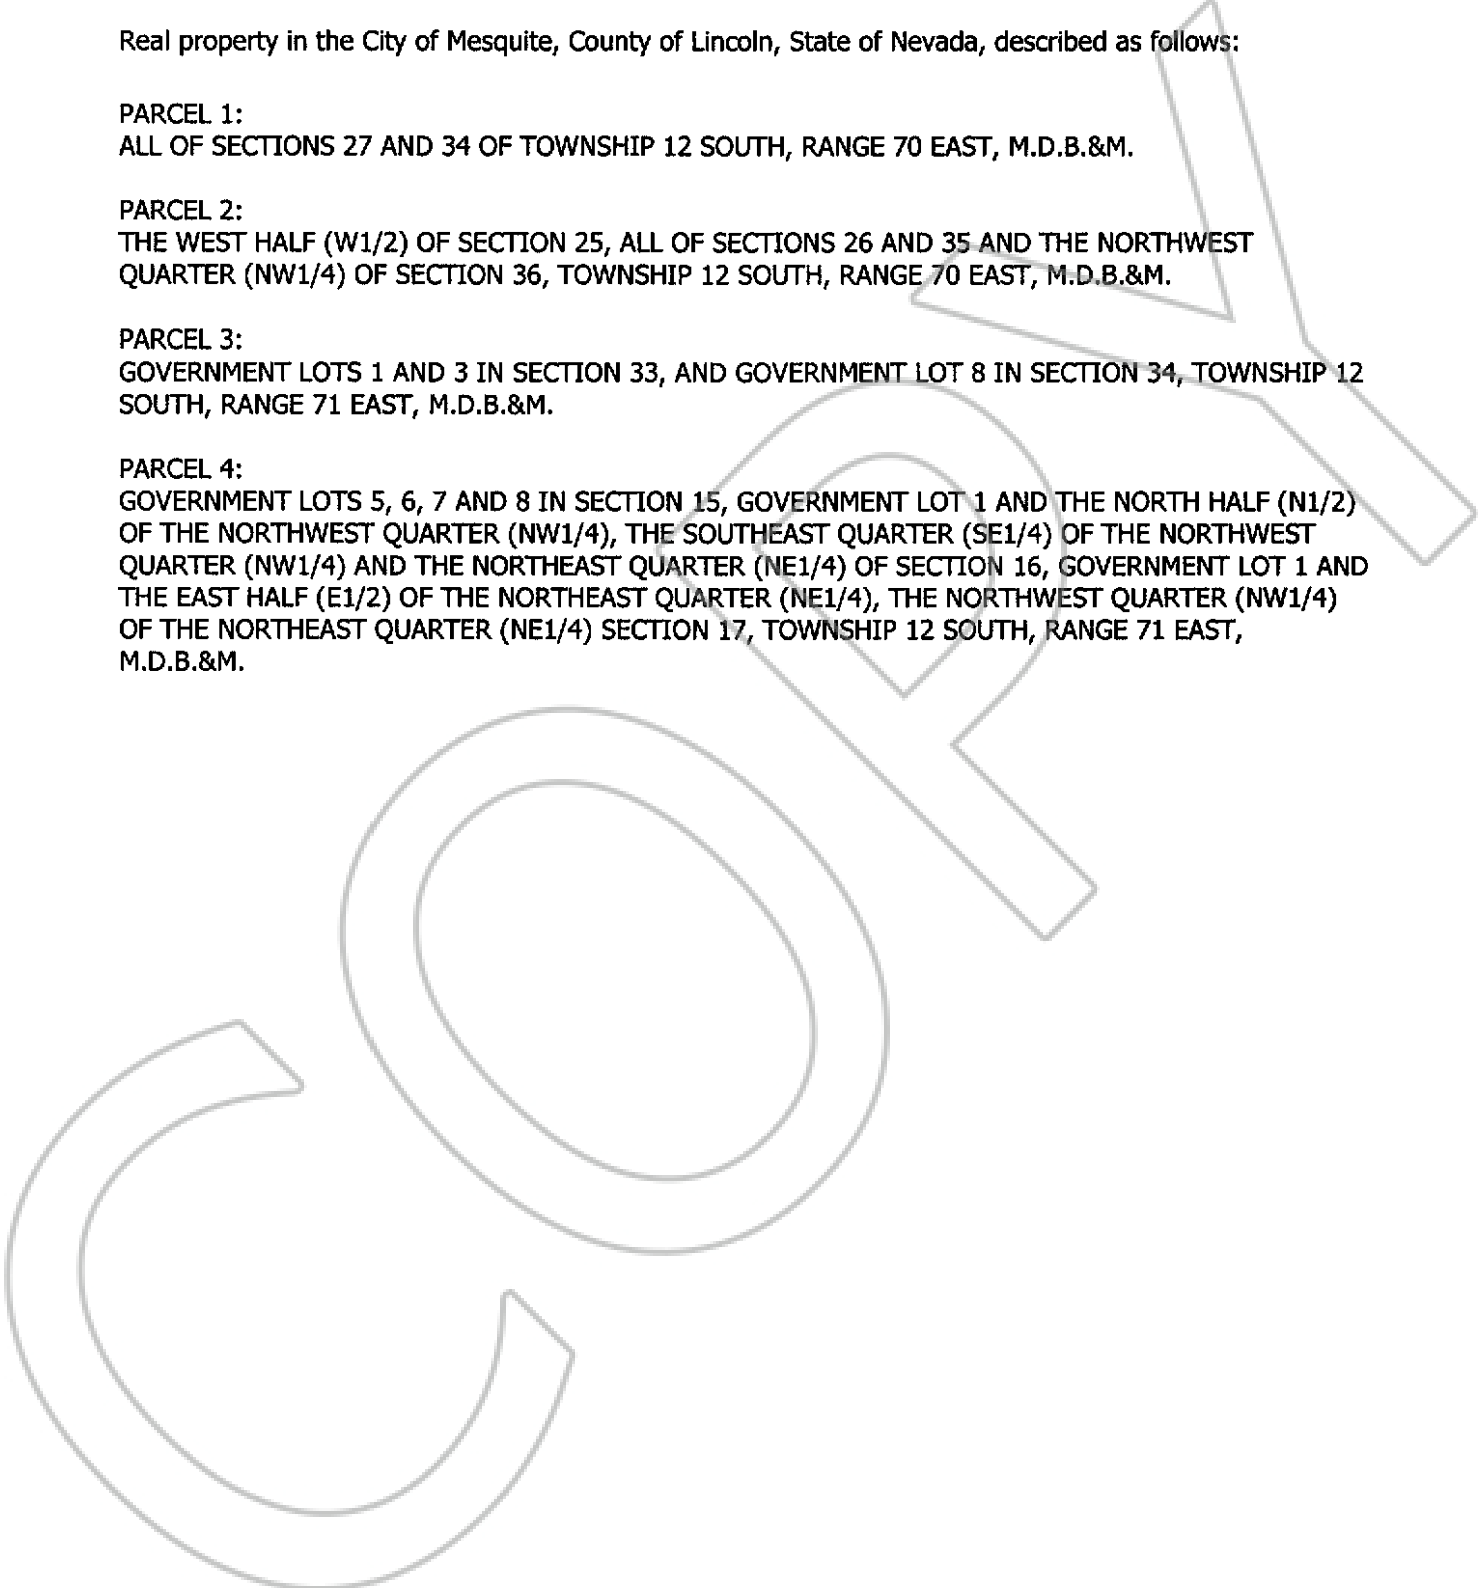 Real property in the City of Mesquite, County of Lincoln, State of Nevada, described as follows:
PARCEL 1:
ALL OF SECTIONS 27 AND 34 OF TOWNSHIP 12 SOUTH, RANGE 70 EAST, M.D.B.&M.
PARCEL 2:
THE WEST HALF (W1/2) OF SECTION 25, ALL OF SECTIONS 26 AND 35 AND THE NORTHWEST
QUARTER (NW1/4) OF SECTION 36, TOWNSHIP 12 SOUTH, RANGE 70 EAST, M.D.B.&M.
PARCEL 3:
GOVERNMENT LOTS 1 AND 3 IN SECTION 33, AND GOVERNMENT LOT 8 IN SECTION 34, TOWNSHIP 12
SOUTH, RANGE 71 EAST, M.D.B.&M.
PARCEL 4:
GOVERNMENT LOTS 5, 6, 7 AND 8 IN SECTION 15, GOVERNMENT LOT 1 AND THE NORTH HALF (N1/2)
OF THE NORTHWEST QUARTER (NW1/4), THE SOUTHEAST QUARTER (SE1/4) OF THE NORTHWEST
QUARTER (NW1/4) AND THE NORTHEAST QUARTER (NE1/4) OF SECTION 16, GOVERNMENT LOT 1 AND
THE EAST HALF (E1/2) OF THE NORTHEAST QUARTER (NE1/4), THE NORTHWEST QUARTER (NW1/4)
OF THE NORTHEAST QUARTER (NE1/4) SECTION 17, TOWNSHIP 12 SOUTH, RANGE 71 EAST,
M.D.B.&M.
COPY